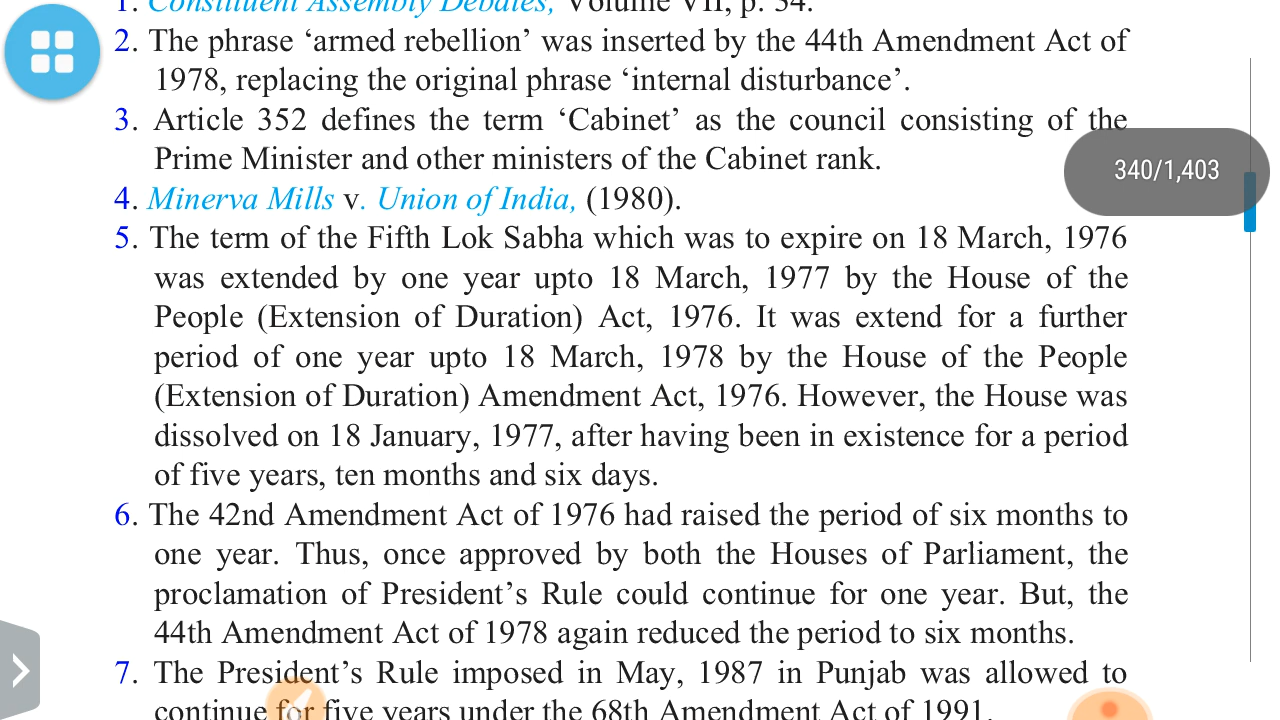 1. Constituent Assembly Debates, Volume VII, p. 34.
2. The phrase ‘armed rebellion’ was inserted by the 44th Amendment Act of
1978, replacing the original phrase ‘internal disturbance’.
3. Article 352 defines the term ‘Cabinet’ as the council consisting of the
Prime Minister and other ministers of the Cabinet rank.
340/1,403
4. Minerva Mills v. Union of India, (1980).
5. The term of the Fifth Lok Sabha which was to expire on 18 March, 1976
was extended by one year upto 18 March, 1977 by the House of the
People (Extension of Duration) Act, 1976. It was extend for a further
period of one year upto 18 March, 1978 by the House of the People
(Extension of Duration) Amendment Act, 1976. However, the House was
dissolved on 18 January, 1977, after having been in existence for a period
of five years, ten months and six days.
6. The 42nd Amendment Act of 1976 had raised the period of six months to
one year. Thus, once approved by both the Houses of Parliament, the
proclamation of President’s Rule could continue for one year. But, the
44th Amendment Act of 1978 again reduced the period to six months.
7. The President’s Rule imposed in May, 1987 in Punjab was allowed to
continue for five years under the 68th Amendment Act of 1991.